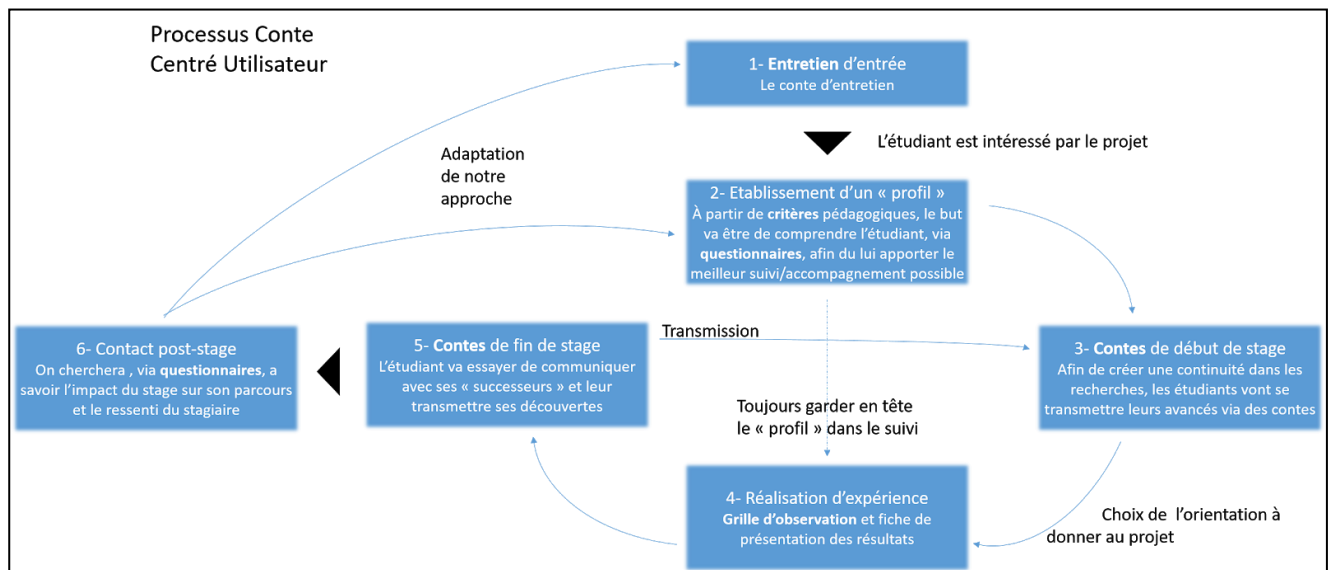 Processus Conte
Centré Utilisateur
1- Entretien d’entrée
Le conte d’entretien
L’étudiant est intéressé par le projet
Adaptation
de notre
approche
2- Etablissement d’un « profil »
À partir de critères pédagogiques, le but
va être de comprendre l’étudiant, via
questionnaires, afin du lui apporter le
meilleur suivi/accompagnement possible
6- Contact post-stage
On cherchera , via questionnaires, a
savoir l’impact du stage sur son parcours
et le ressenti du stagiaire
5- Contes de fin de stage
L’étudiant va essayer de communiquer
avec ses « successeurs » et leur
transmettre ses découvertes
Transmission
3- Contes de début de stage
Afin de créer une continuité dans les
recherches, les étudiants vont se
transmettre leurs avancés via des contes
Toujours garder en tête
le « profil » dans le suivi
4- Réalisation d’expérience
Grille d’observation et fiche de
présentation des résultats
Choix de l’orientation à
donner au projet